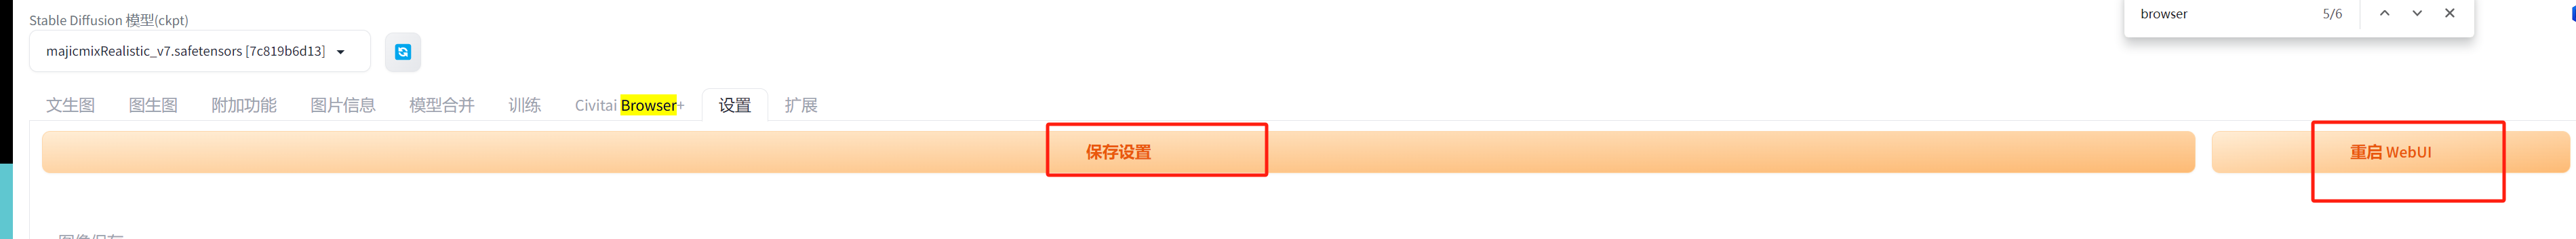 Stable Diffusion 模型(ckpt)
browser 5/6
majicmixRealistic_v7.safetensors [7c819b6d13]
文生图 图生图 附加功能 图片信息 模型合并 训练 Civitai Browser+ 设置 扩展
保存设置 重启 WebUI